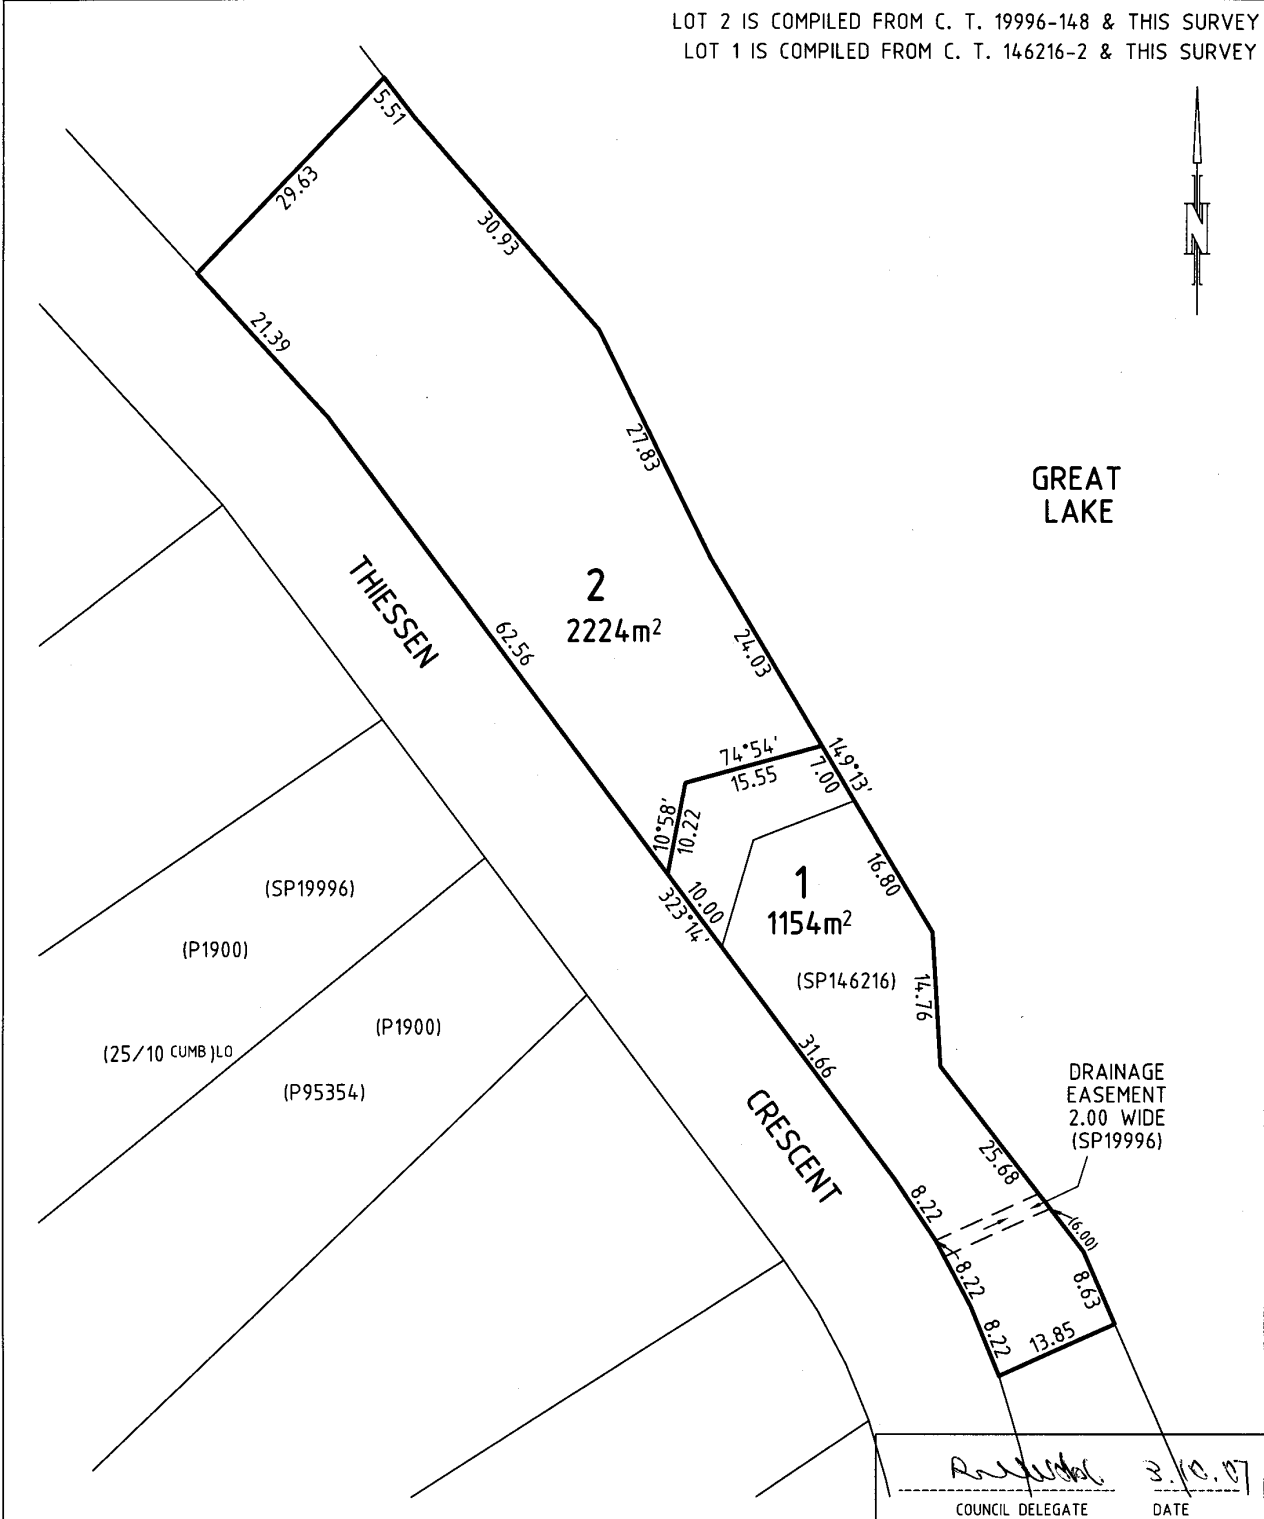 LOT 2 IS COMPILED FROM C. T. 19996-148 & THIS SURVEY
LOT 1 IS COMPILED FROM C. T. 146216-2 & THIS SURVEY
5.51
29.63
N
30.93
21.39
27.83
GREAT
LAKE
THIESSEN
2
2224m²
62.56
24.03
74°54'
15.55
149°13'
7.00
10°58'
10.22
10.00
323°14'
16.80
1
1154m²
(SP146216)
14.76
(SP19996)
(P1900)
(P1900)
(25/10 CUMB)LO
(P95354)
31.66
DRAINAGE
EASEMENT
2.00 WIDE
(SP19996)
CRESCENT
25.68
8.22
(6.00)
8.22
8.63
8.22
13.85
3.10.07
COUNCIL DELEGATE DATE